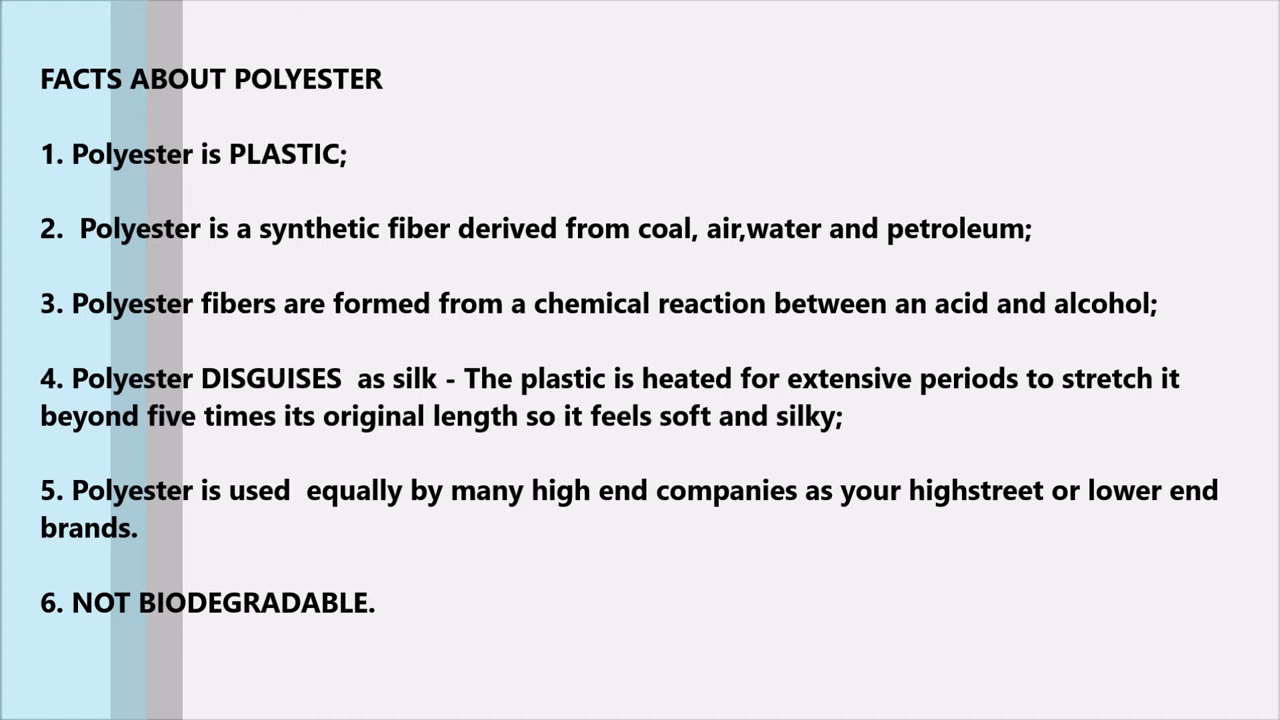 FACTS ABOUT POLYESTER
1. Polyester is PLASTIC;
2.  Polyester is a synthetic fiber derived from coal, air,water and petroleum;
3. Polyester fibers are formed from a chemical reaction between an acid and alcohol;
4. Polyester DISGUISES  as silk - The plastic is heated for extensive periods to stretch it
beyond five times its original length so it feels soft and silky;
5. Polyester is used  equally by many high end companies as your highstreet or lower end
brands.
6. NOT BIODEGRADABLE.